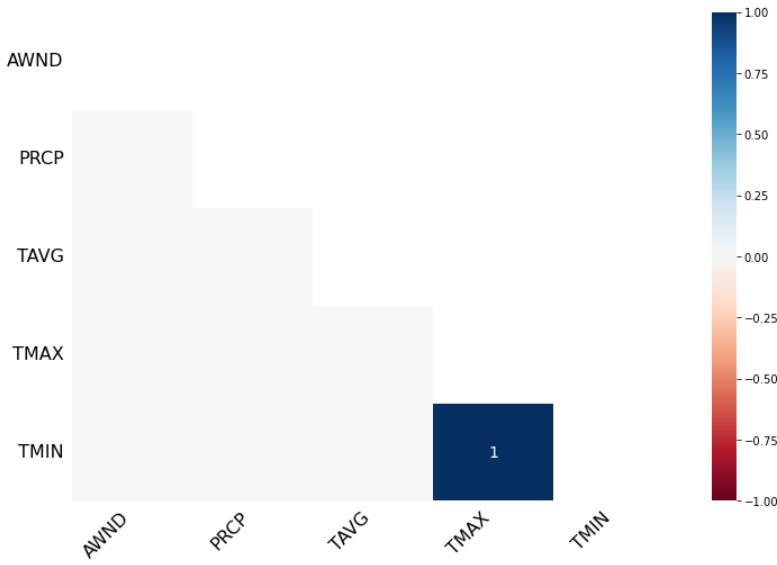 AWND
PRCP
TAVG
TMAX
TMIN
1
AWND
PRCP
TAVG
TMAX
TMIN
1.00
0.75
0.50
0.25
0.00
−0.25
−0.50
−0.75
−1.00